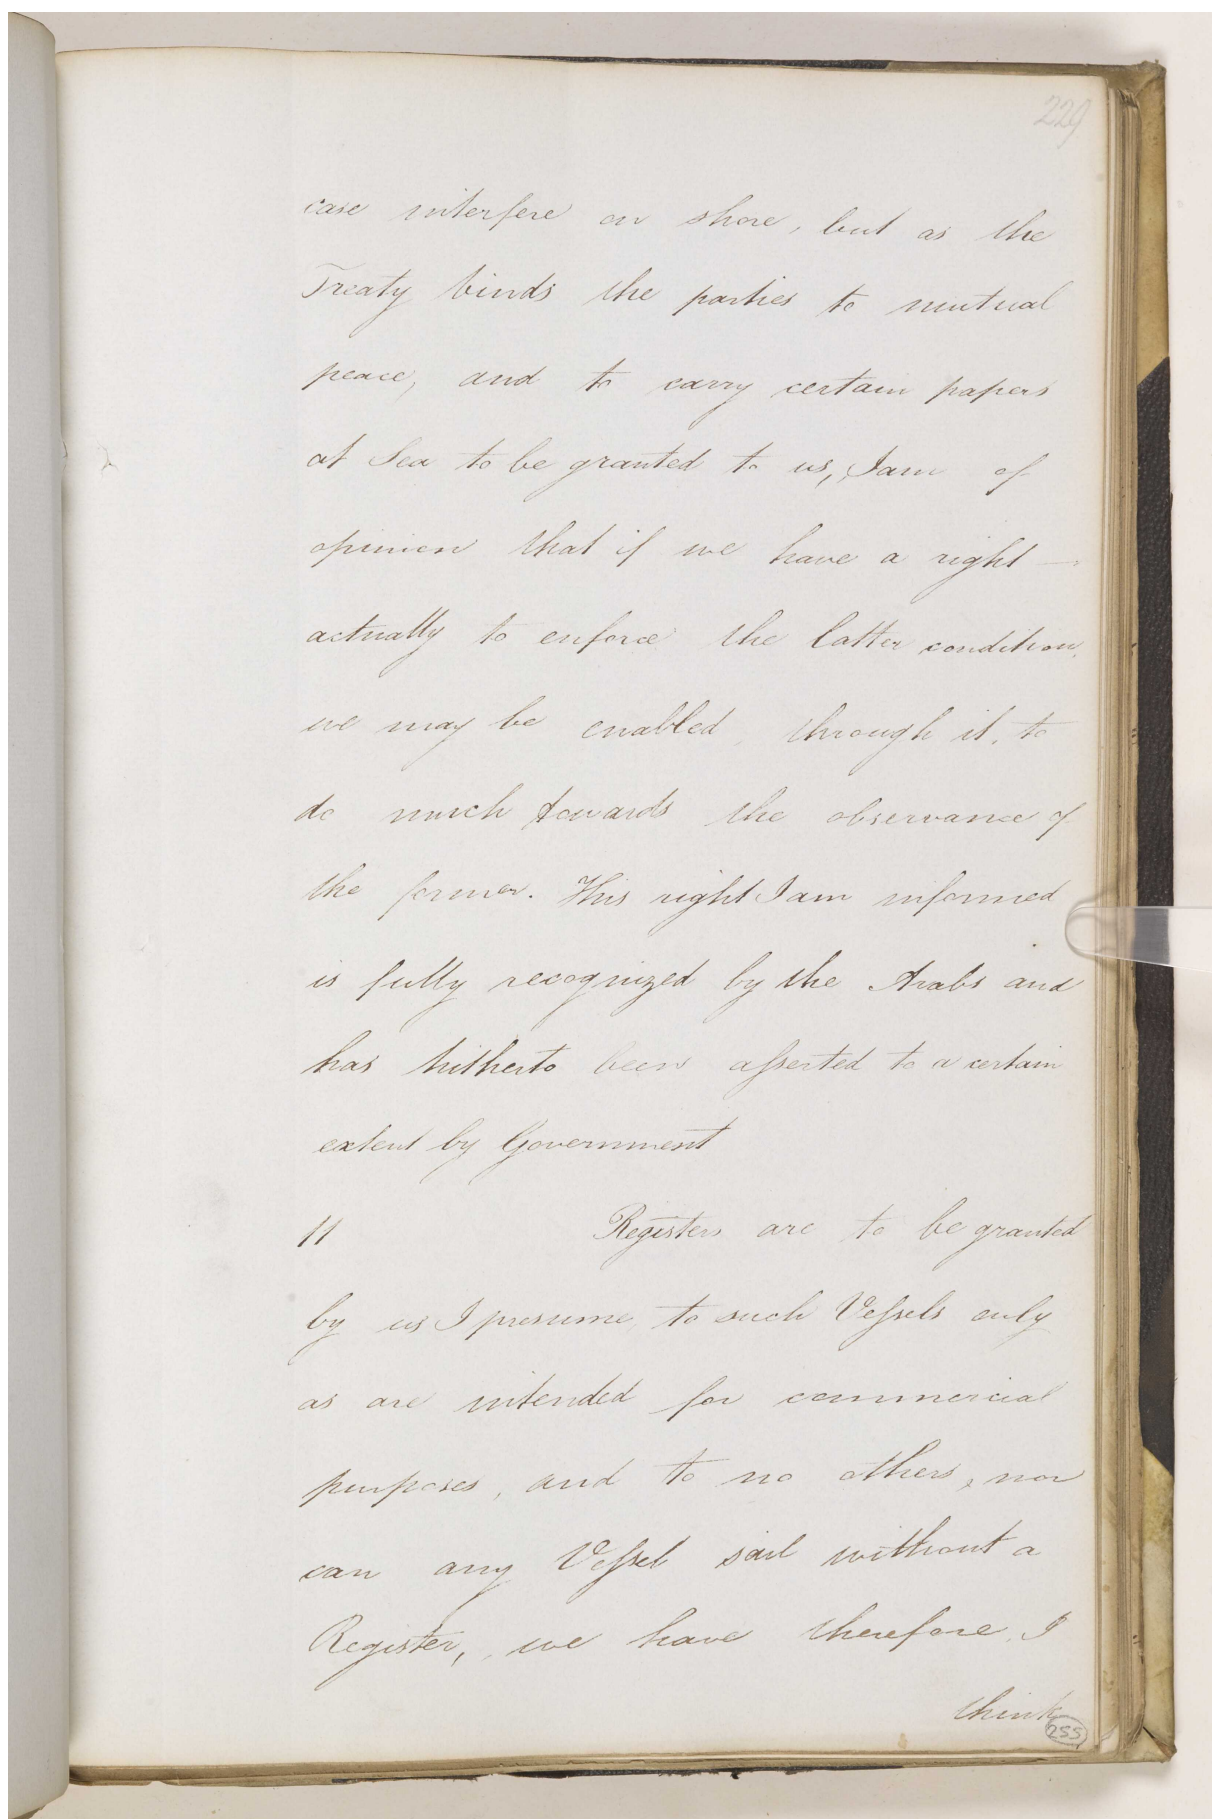 229
case interfere on shore, but as the
Treaty binds the parties to mutual
peace, and to carry certain papers
at Sea to be granted to us, I am of
opinion that if we have a right —
actually to enforce the latter condition,
we may be enabled, through it, to
do much towards the observance of
the former. This right I am informed
is fully recognized by the Arabs and
has hitherto been asserted to a certain
extent by Government
11 Registers are to be granted
by us I presume, to such Vessels only
as are intended for commercial
purposes, and to no others, nor
can any Vessel sail without a
Register, we have therefore, I
think
255